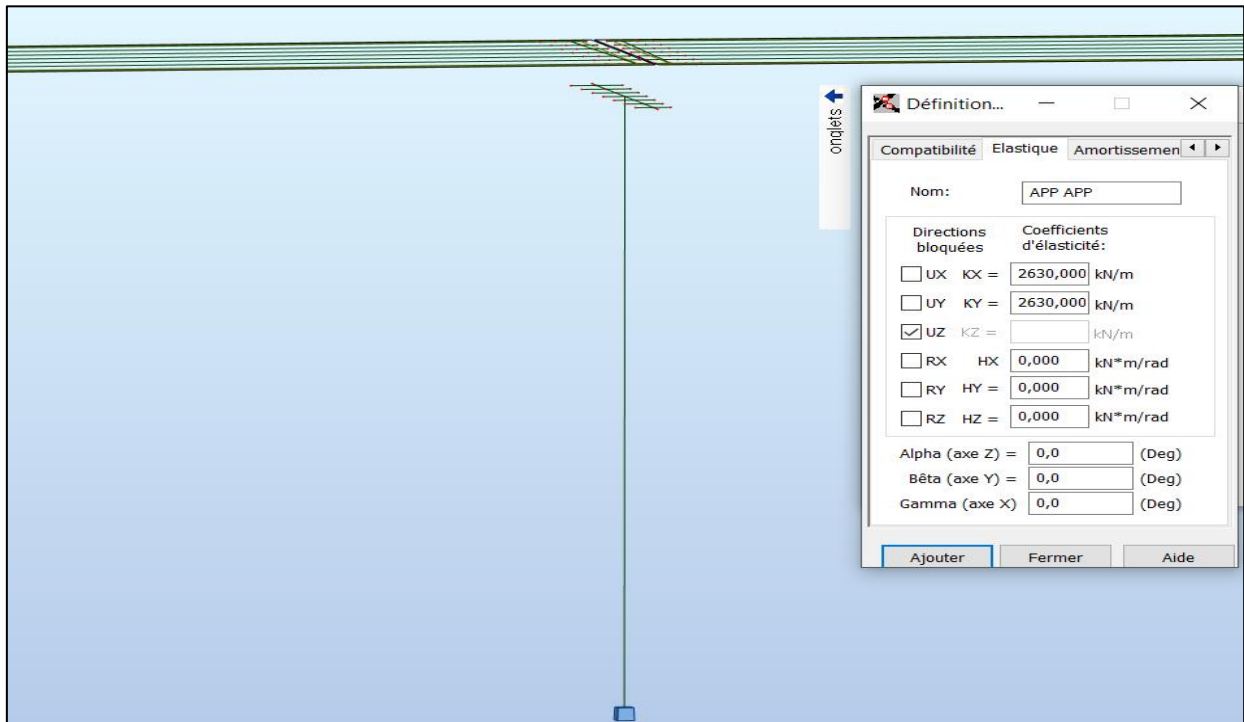 onglets
Définition...
Compatibilité Elastique Amortissemen
Nom: APP APP
Directions bloquées Coefficients d'élasticité:
UX KX = 2630,000 kN/m
UY KY = 2630,000 kN/m
UZ KZ = kN/m
RX HX 0,000 kN*m/rad
RY HY = 0,000 kN*m/rad
RZ HZ = 0,000 kN*m/rad
Alpha (axe Z) = 0,0 (Deg)
Bêta (axe Y) = 0,0 (Deg)
Gamma (axe X) 0,0 (Deg)
Ajouter Fermer Aide